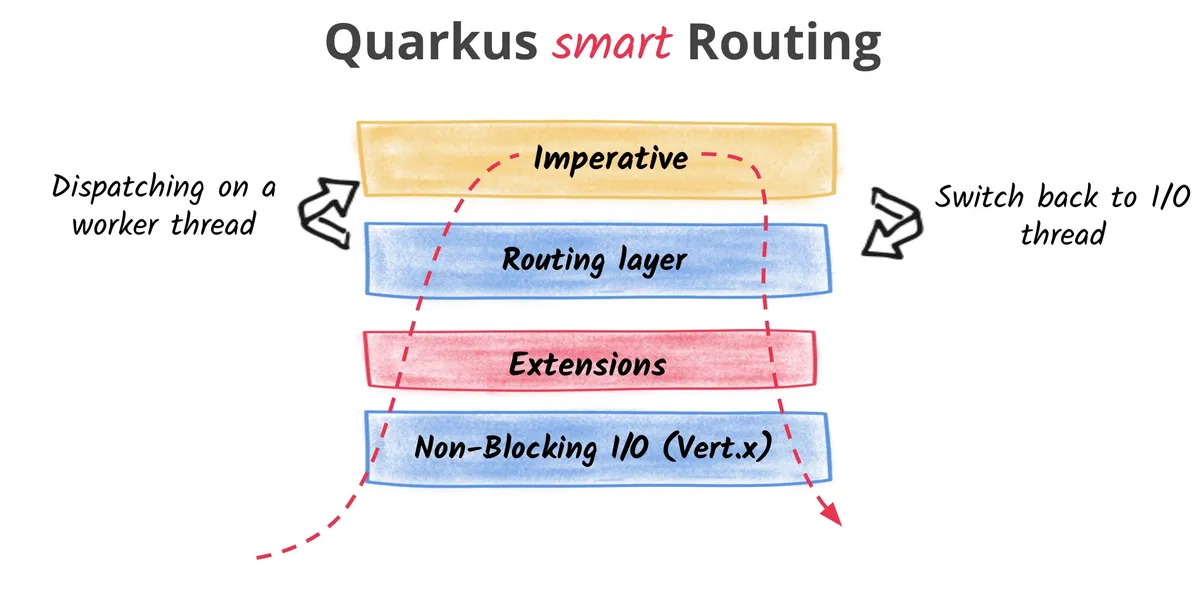 Quarkus smart Routing
Imperative
Dispatching on a
worker thread
Switch back to I/O
thread
Routing layer
Extensions
Non-Blocking I/O (Vert.x)